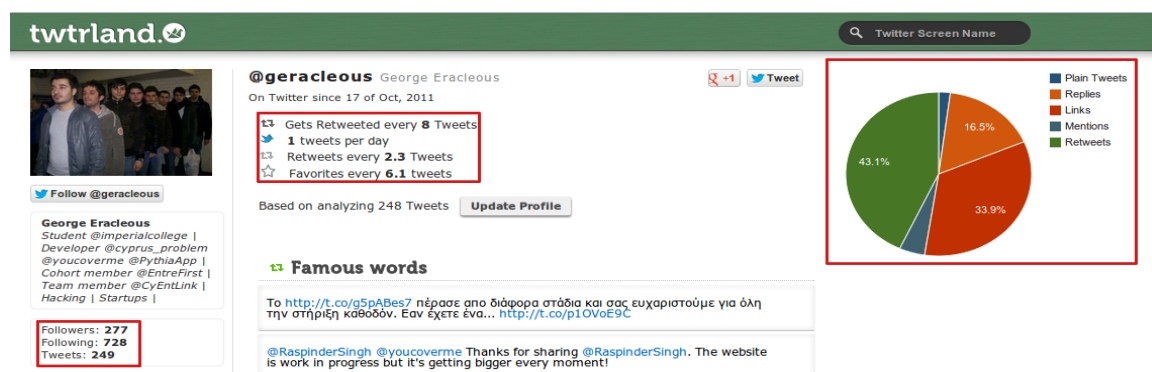 twtrland.
Twitter Screen Name
@geracleous George Eracleous
+1
Tweet
On Twitter since 17 of Oct, 2011
Gets Retweeted every 8 Tweets
1 tweets per day
Retweets every 2.3 Tweets
Favorites every 6.1 tweets
Based on analyzing 248 Tweets
Update Profile
Follow @geracleous
George Eracleous
Student @imperialcollege |
Developer @cyprus_problem
@youcoverme @PythiaApp |
Cohort member @EntreFirst |
Team member @CyEntLink |
Hacking | Startups |
Followers: 277
Following: 728
Tweets: 249
Famous words
Το http://t.co/g5pABes7 πέρασε απο διάφορα στάδια και σας ευχαριστούμε για όλη
την στήριξη καθοδόν. Εαν έχετε ένα... http://t.co/p1OVoE9C
@RaspinderSingh @youcoverme Thanks for sharing @RaspinderSingh. The website
is work in progress but it's getting bigger every moment!
16.5%
43.1%
33.9%
Plain Tweets
Replies
Links
Mentions
Retweets